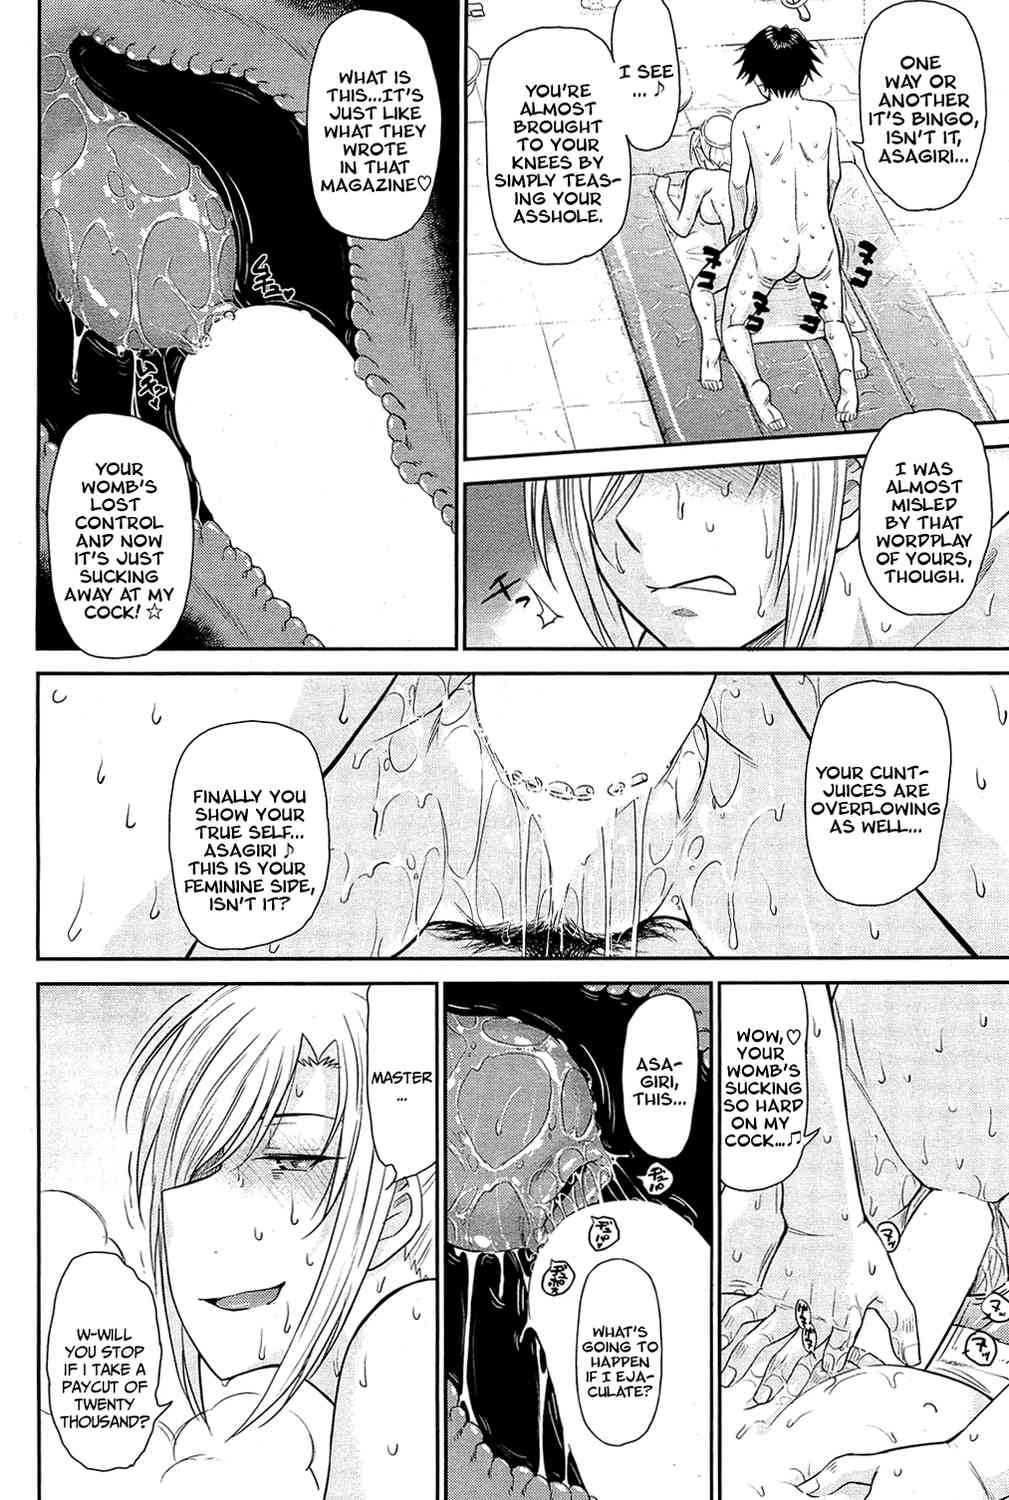 ONE
WAY OR
ANOTHER
IT'S BINGO,
ISN'T IT,
ASAGIRI...
I SEE
...♪
YOU'RE
ALMOST
BROUGHT
TO YOUR
KNEES BY
SIMPLY TEAS-
ING YOUR
ASSHOLE.
I WAS
ALMOST
MISLED
BY THAT
WORDPLAY
OF YOURS,
THOUGH.
チッ
WHAT IS
THIS...IT'S
JUST LIKE
WHAT THEY
WROTE
IN THAT
MAGAZINE♡
YOUR
WOMB'S
LOST
CONTROL
AND NOW
IT'S JUST
SUCKING
AWAY AT MY
COCK! ☆
YOUR CUNT-
JUICES ARE
OVERFLOWING
AS WELL...
FINALLY YOU
SHOW YOUR
TRUE SELF...
ASAGIRI ♪
THIS IS YOUR
FEMININE SIDE,
ISN'T IT?
WOW,♡
YOUR
WOMB'S
SUCKING
SO HARD
ON MY
COCK...♫
ASA-
GIRI,
THIS...
WHAT'S
GOING TO
HAPPEN
IF I EJA-
CULATE?
MASTER
...
W-WILL
YOU STOP
IF I TAKE A
PAYCUT OF
TWENTY
THOUSAND?